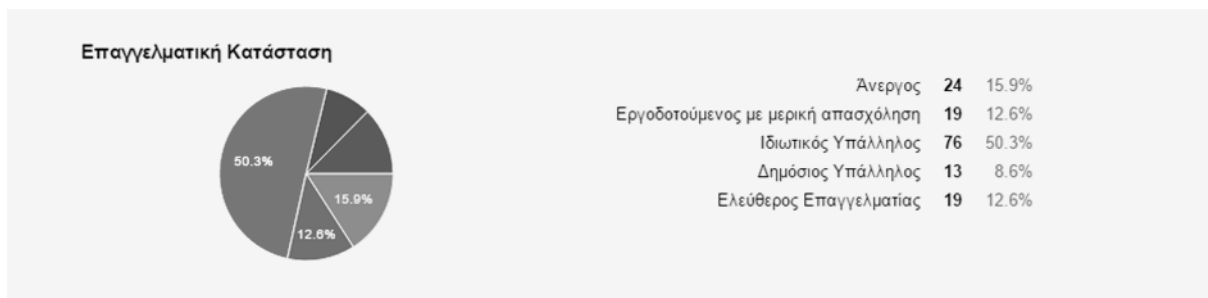 Επαγγελματική Κατάσταση
50.3%
15.9%
12.6%
Άνεργος 24 15.9%
Εργοδοτούμενος με μερική απασχόληση 19 12.6%
Ιδιωτικός Υπάλληλος 76 50.3%
Δημόσιος Υπάλληλος 13 8.6%
Ελεύθερος Επαγγελματίας 19 12.6%